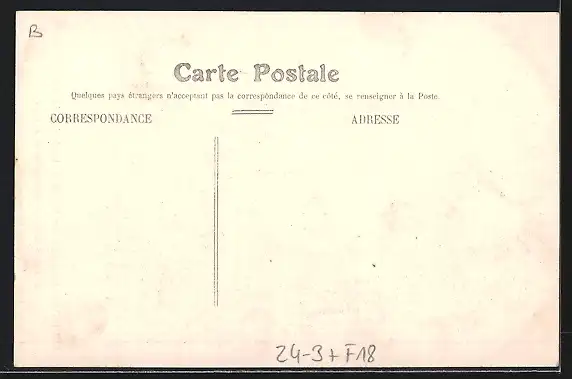 B
Carte Postale
Quelques pays étrangers n'acceptant pas la correspondance de ce côté, se renseigner à la Poste.
CORRESPONDANCE
ADRESSE
24-3+F18